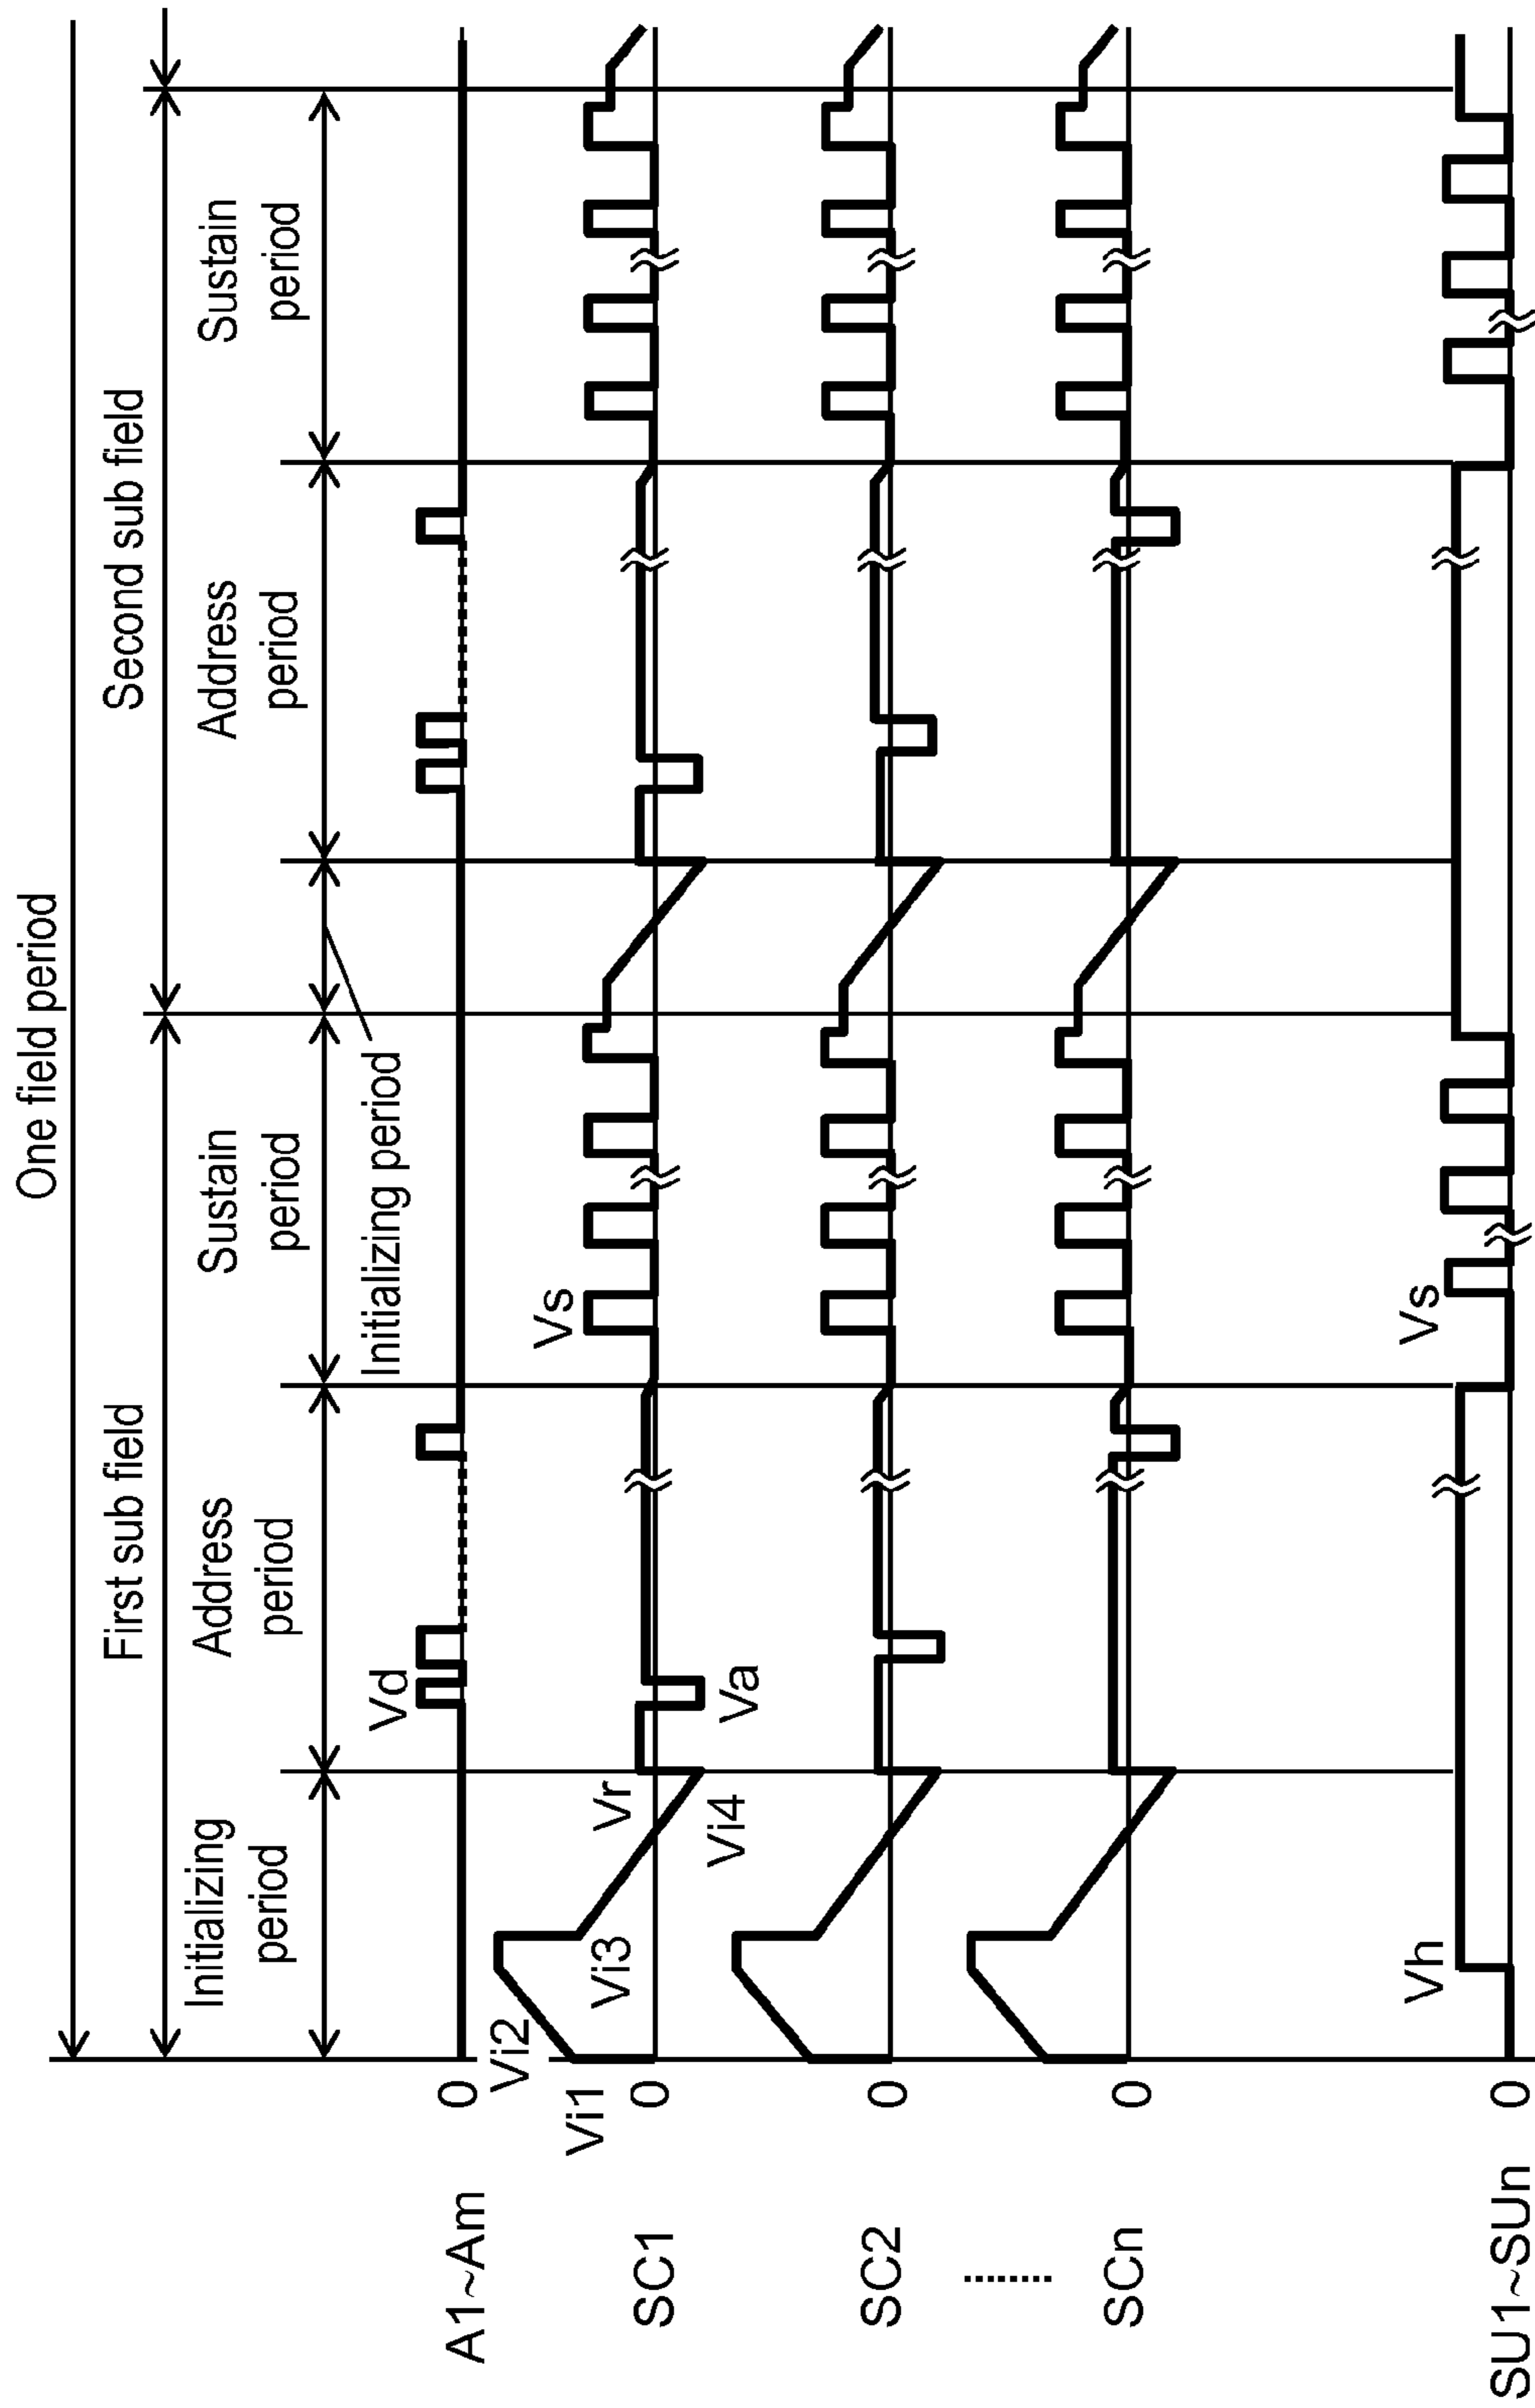 One field period
First sub field
Second sub field
Initializing
period
Address
period
Sustain
period
Initializing period
Address
period
Sustain
period
A1~Am
0
Vd
SC1
0
Vi1
Vi2
Vi3
Vr
Vi4
Va
Vs
SC2
0
SCn
0
SU1~SUn
0
Vh
Vs